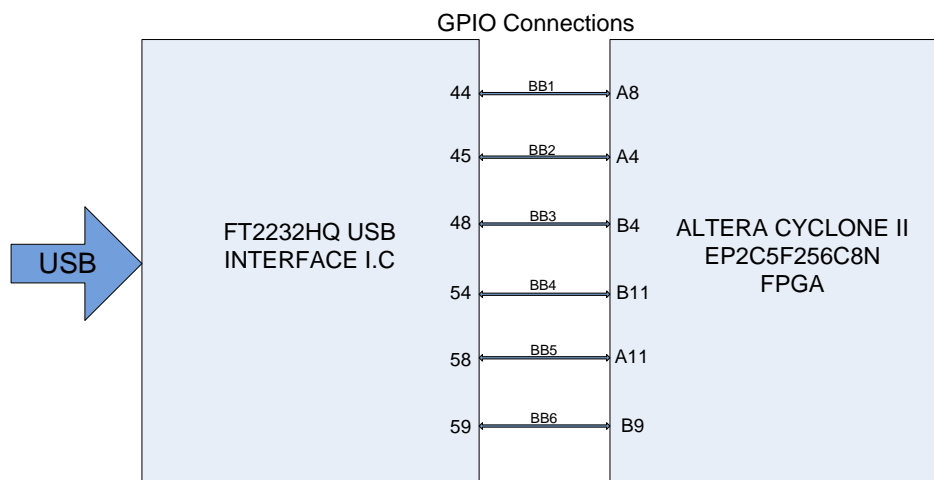 GPIO Connections
44 BB1 A8
45 BB2 A4
48 BB3 B4
FT2232HQ USB
INTERFACE I.C
ALTERA CYCLONE II
EP2C5F256C8N
FPGA
USB
54 BB4 B11
58 BB5 A11
59 BB6 B9